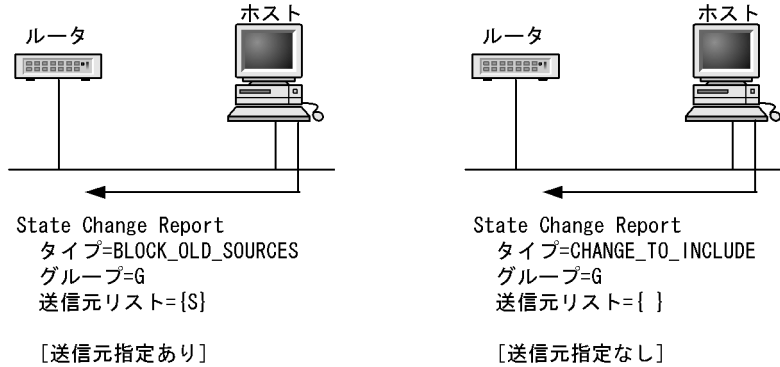 ホスト
ルータ
State Change Report
タイプ=BLOCK_OLD_SOURCES
グループ=G
送信元リスト={S}
[送信元指定あり]
ホスト
ルータ
State Change Report
タイプ=CHANGE_TO_INCLUDE
グループ=G
送信元リスト={ }
[送信元指定なし]